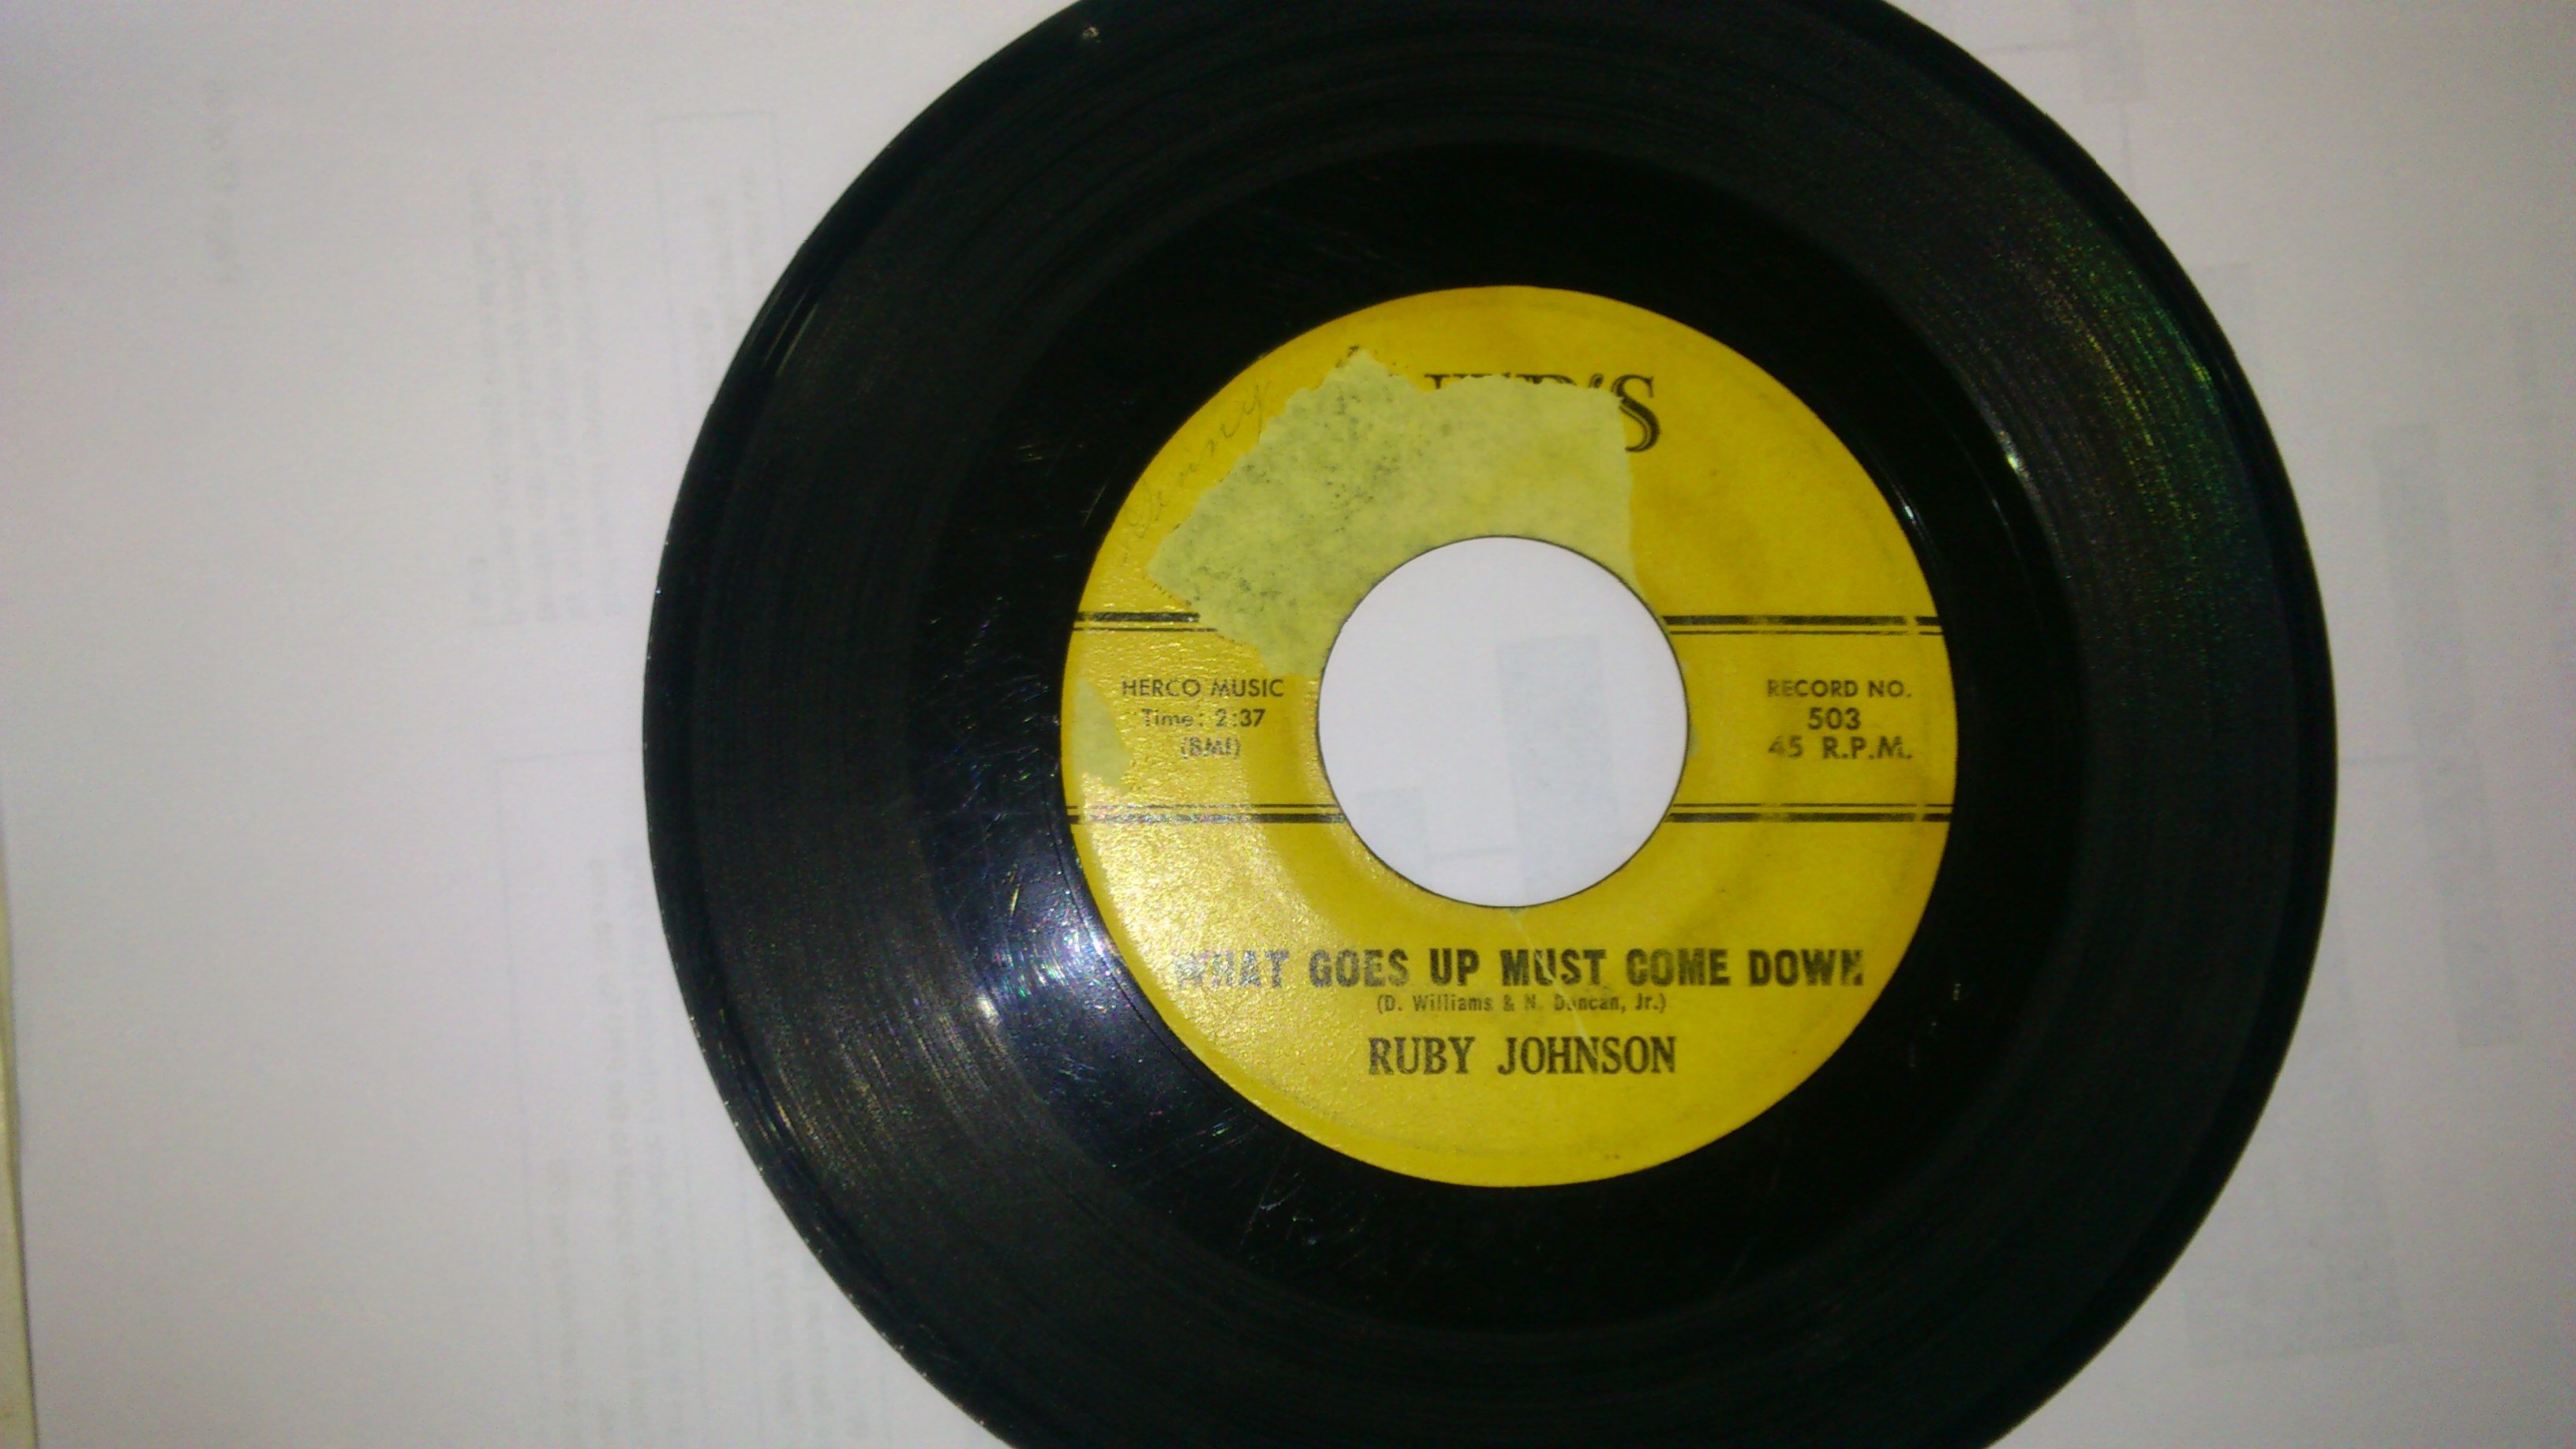 HERCO MUSIC
Time: 2:37
(BMI)
RECORD NO.
503
45 R.P.M.
WHAT GOES UP MUST COME DOWN
(D. Williams & N. Duncan, Jr.)
RUBY JOHNSON